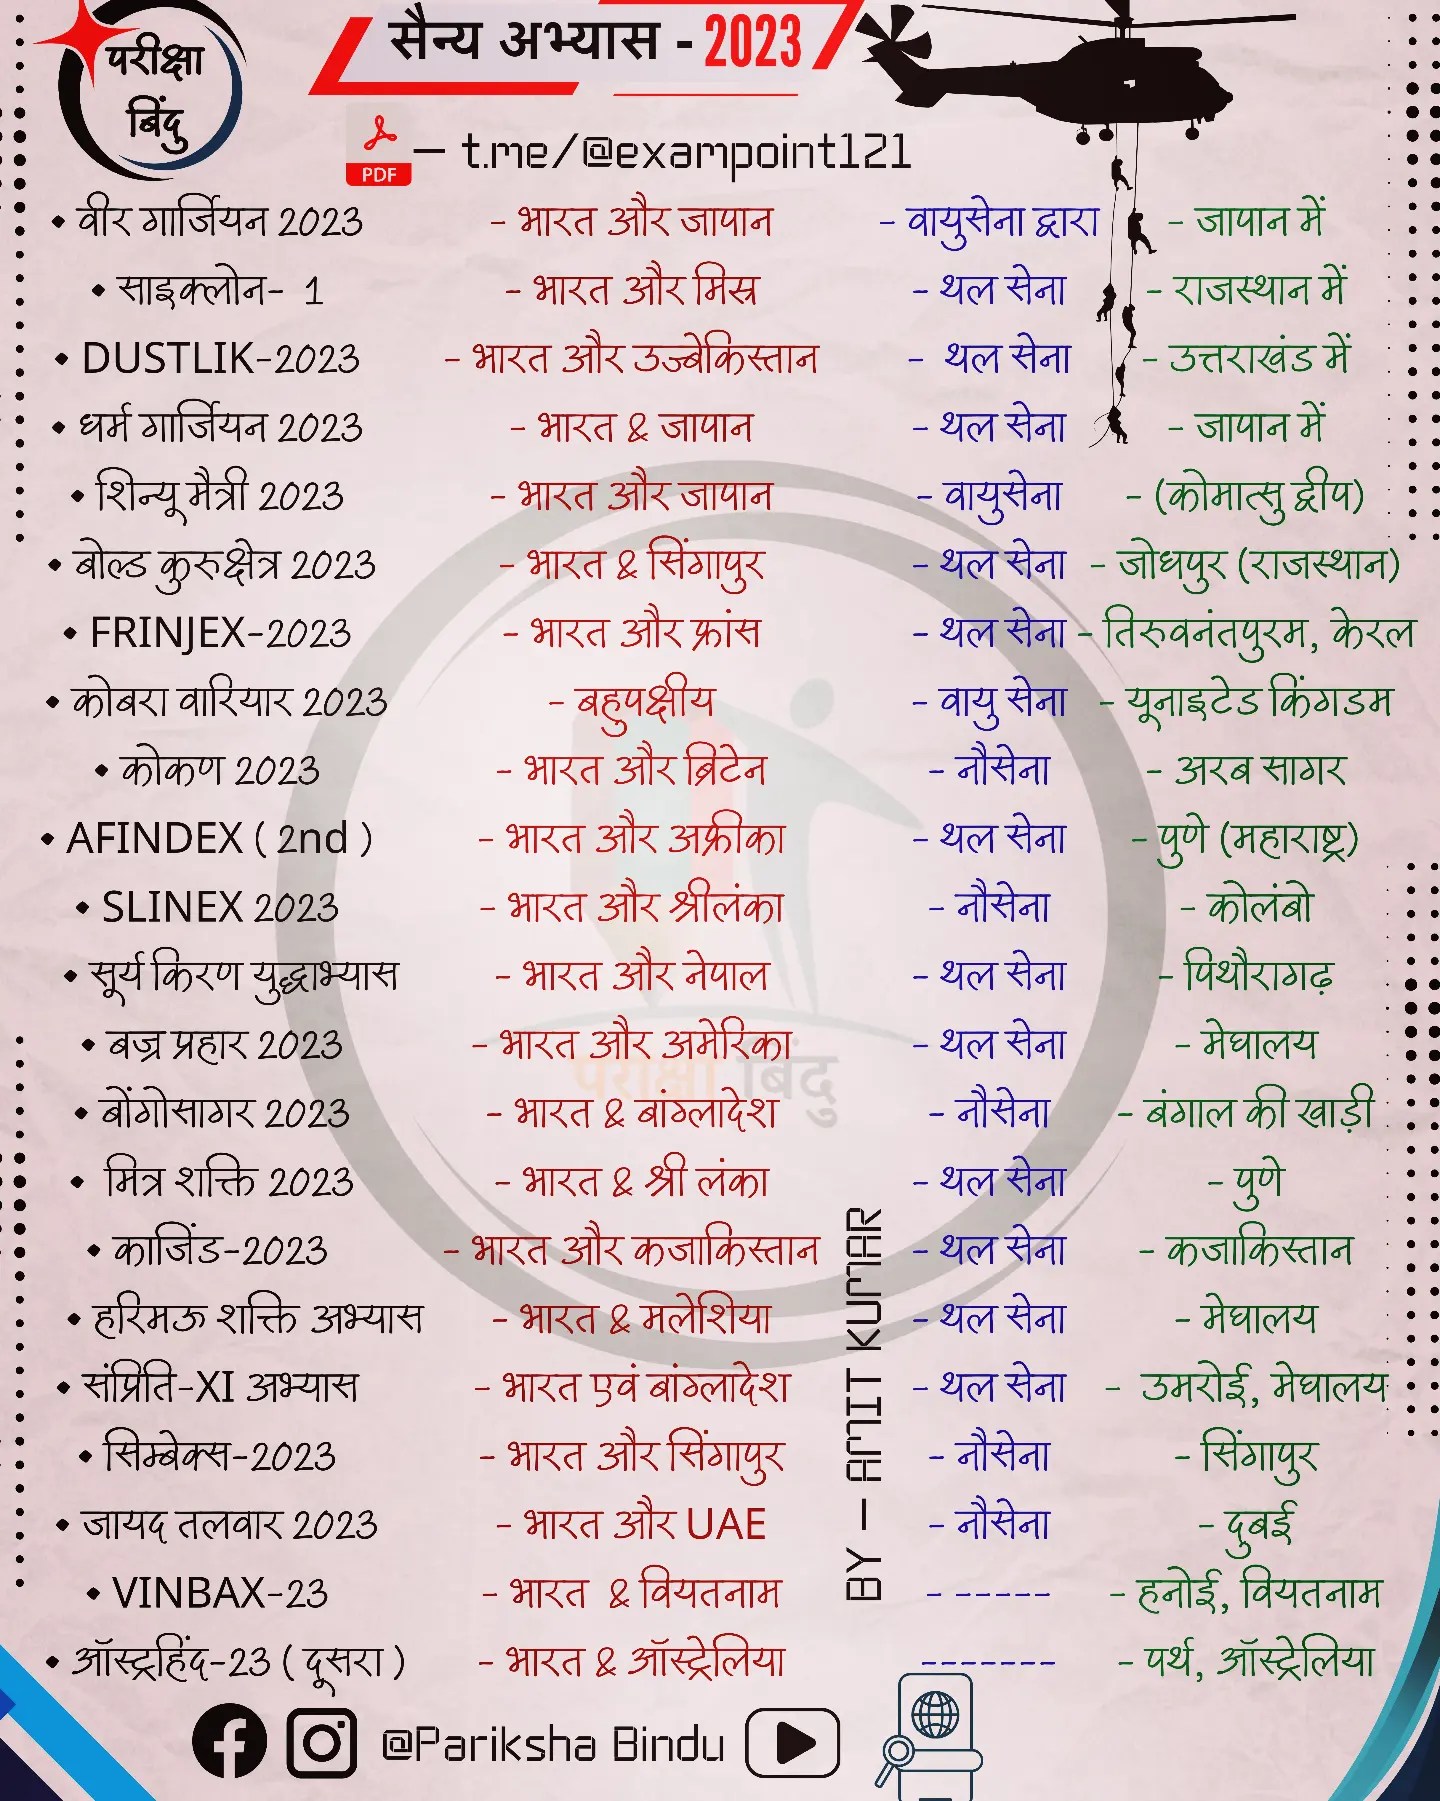 परीक्षा
बिंदु
सैन्य अभ्यास - 2023
PDF – t.me/@exampoint121
• वीर गार्जियन 2023 - भारत और जापान - वायुसेना द्वारा - जापान में
• साइक्लोन- 1 - भारत और मिस्र - थल सेना - राजस्थान में
• DUSTLIK-2023 - भारत और उज्बेकिस्तान - थल सेना - उत्तराखंड में
• धर्म गार्जियन 2023 - भारत & जापान - थल सेना - जापान में
• शिन्यू मैत्री 2023 - भारत और जापान - वायुसेना - (कोमात्सु द्वीप)
• बोल्ड कुरुक्षेत्र 2023 - भारत & सिंगापुर - थल सेना - जोधपुर (राजस्थान)
• FRINJEX-2023 - भारत और फ्रांस - थल सेना - तिरुवनंतपुरम, केरल
• कोबरा वारियार 2023 - बहुपक्षीय - वायु सेना - यूनाइटेड किंगडम
• कोकण 2023 - भारत और ब्रिटेन - नौसेना - अरब सागर
• AFINDEX ( 2nd ) - भारत और अफ्रीका - थल सेना - पुणे (महाराष्ट्र)
• SLINEX 2023 - भारत और श्रीलंका - नौसेना - कोलंबो
• सूर्य किरण युद्धाभ्यास - भारत और नेपाल - थल सेना - पिथौरागढ़
• बज्र प्रहार 2023 - भारत और अमेरिका - थल सेना - मेघालय
परीक्षा बिंदु
• बोंगोसागर 2023 - भारत & बांग्लादेश - नौसेना - बंगाल की खाड़ी
• मित्र शक्ति 2023 - भारत & श्री लंका - थल सेना - पुणे
• काजिंड-2023 - भारत और कजाकिस्तान - थल सेना - कजाकिस्तान
• हरिमऊ शक्ति अभ्यास - भारत & मलेशिया - थल सेना - मेघालय
• संप्रिति-XI अभ्यास - भारत एवं बांग्लादेश - थल सेना - उमरोई, मेघालय
• सिम्बेक्स-2023 - भारत और सिंगापुर - नौसेना - सिंगापुर
• जायद तलवार 2023 - भारत और UAE - नौसेना - दुबई
• VINBAX-23 - भारत & वियतनाम - ----- - हनोई, वियतनाम
• ऑस्ट्रहिंद-23 ( दूसरा ) - भारत & ऑस्ट्रेलिया ------- - पर्थ, ऑस्ट्रेलिया
BY – AMIT KUMAR
@Pariksha Bindu